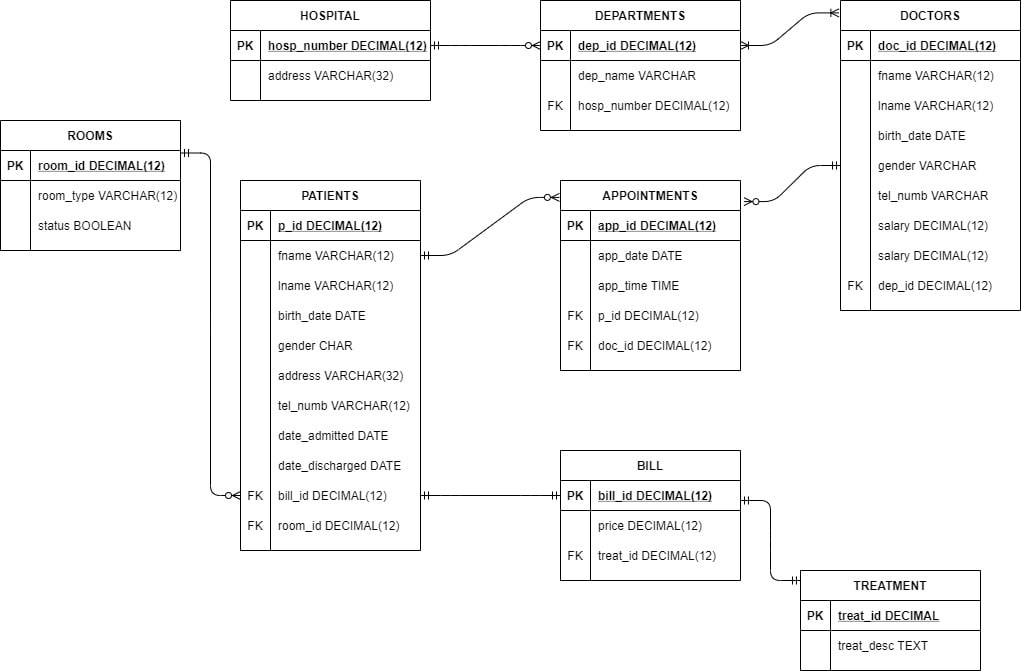 HOSPITAL
PK hosp_number DECIMAL(12)
address VARCHAR(32)
DEPARTMENTS
PK dep_id DECIMAL(12)
dep_name VARCHAR
FK hosp_number DECIMAL(12)
DOCTORS
PK doc_id DECIMAL(12)
fname VARCHAR(12)
lname VARCHAR(12)
birth_date DATE
gender VARCHAR
tel_numb VARCHAR
salary DECIMAL(12)
salary DECIMAL(12)
FK dep_id DECIMAL(12)
ROOMS
PK room_id DECIMAL(12)
room_type VARCHAR(12)
status BOOLEAN
PATIENTS
PK p_id DECIMAL(12)
fname VARCHAR(12)
lname VARCHAR(12)
birth_date DATE
gender CHAR
address VARCHAR(32)
tel_numb VARCHAR(12)
date_admitted DATE
date_discharged DATE
FK bill_id DECIMAL(12)
FK room_id DECIMAL(12)
APPOINTMENTS
PK app_id DECIMAL(12)
app_date DATE
app_time TIME
FK p_id DECIMAL(12)
FK doc_id DECIMAL(12)
BILL
PK bill_id DECIMAL(12)
price DECIMAL(12)
FK treat_id DECIMAL(12)
TREATMENT
PK treat_id DECIMAL
treat_desc TEXT